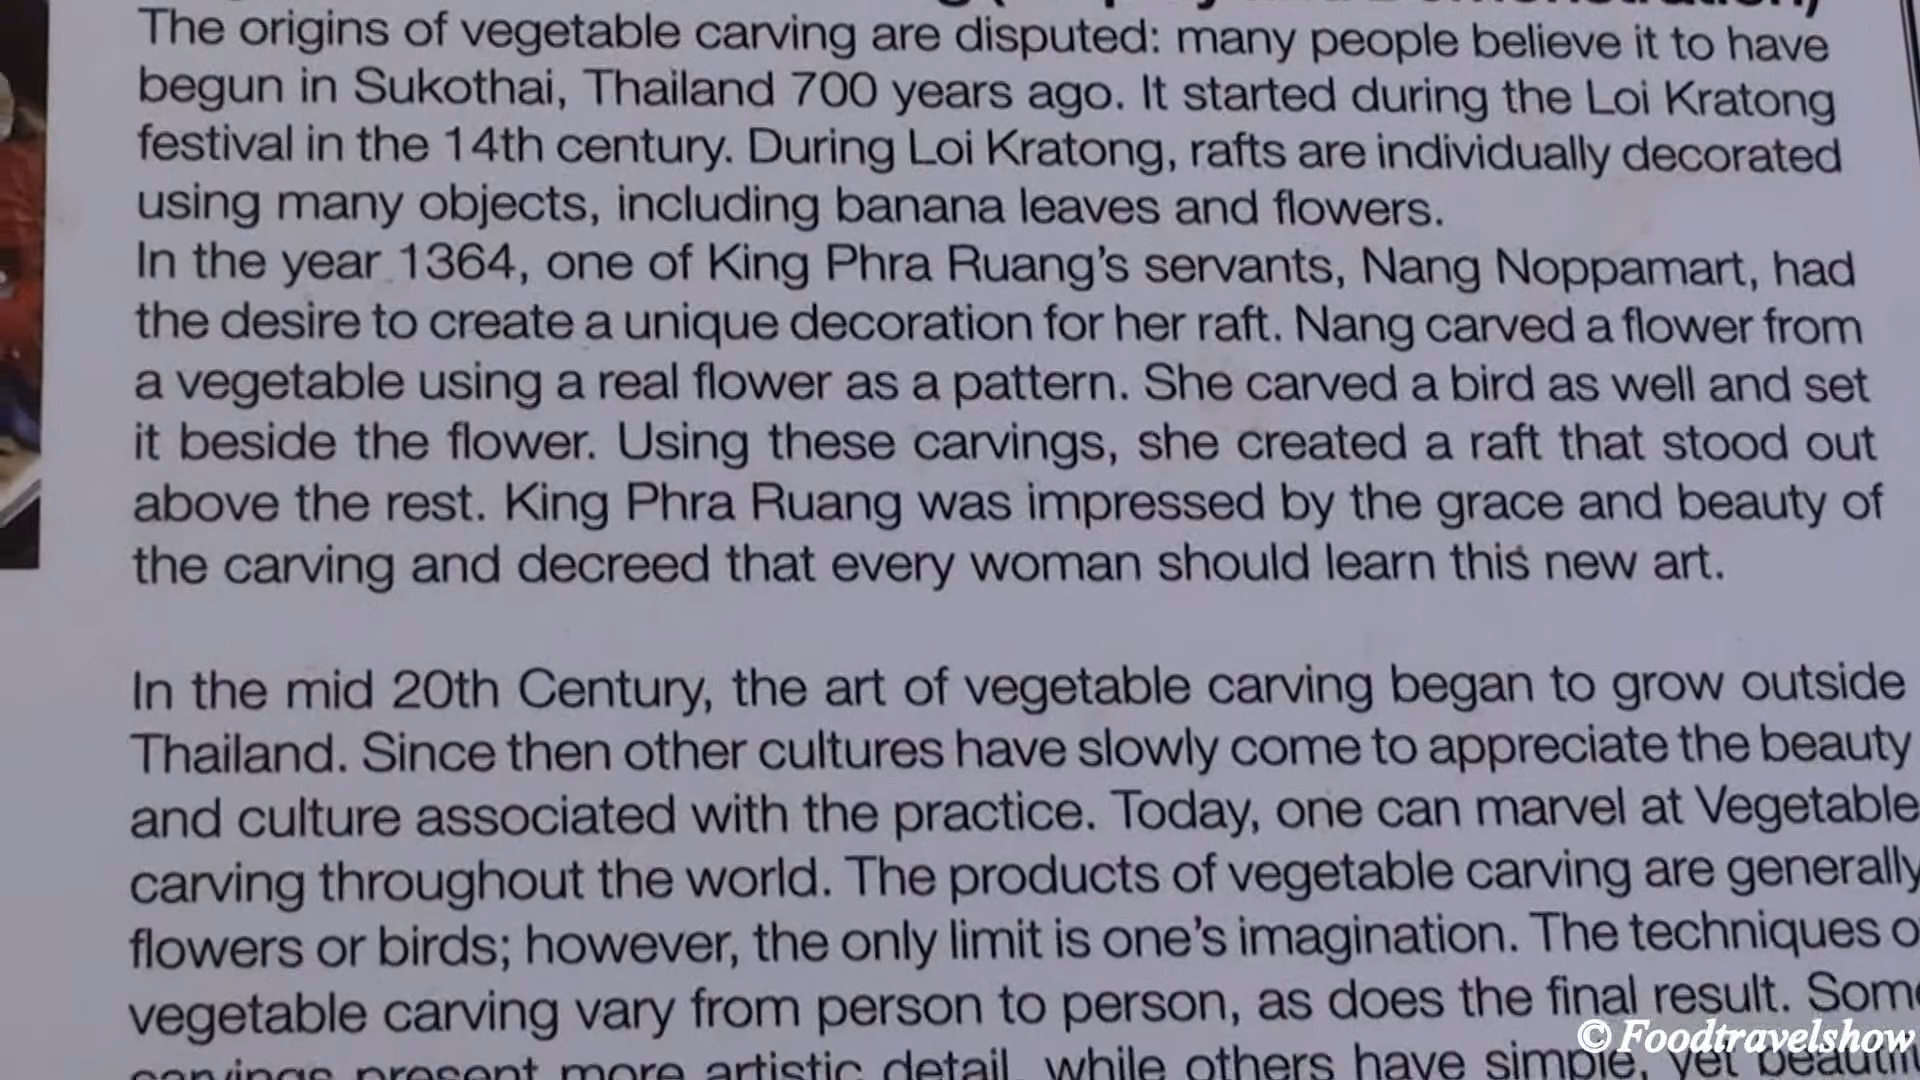 The origins of vegetable carving are disputed: many people believe it to have
begun in Sukothai, Thailand 700 years ago. It started during the Loi Kratong
festival in the 14th century. During Loi Kratong, rafts are individually decorated
using many objects, including banana leaves and flowers.
In the year 1364, one of King Phra Ruang's servants, Nang Noppamart, had
the desire to create a unique decoration for her raft. Nang carved a flower from
a vegetable using a real flower as a pattern. She carved a bird as well and set
it beside the flower. Using these carvings, she created a raft that stood out
above the rest. King Phra Ruang was impressed by the grace and beauty of
the carving and decreed that every woman should learn this new art.
In the mid 20th Century, the art of vegetable carving began to grow outside
Thailand. Since then other cultures have slowly come to appreciate the beauty
and culture associated with the practice. Today, one can marvel at Vegetable
carving throughout the world. The products of vegetable carving are generally
flowers or birds; however, the only limit is one's imagination. The techniques
vegetable carving vary from person to person, as does the final result.
carvings present more artistic detail, while others have simple, yet
© Foodtravelshow